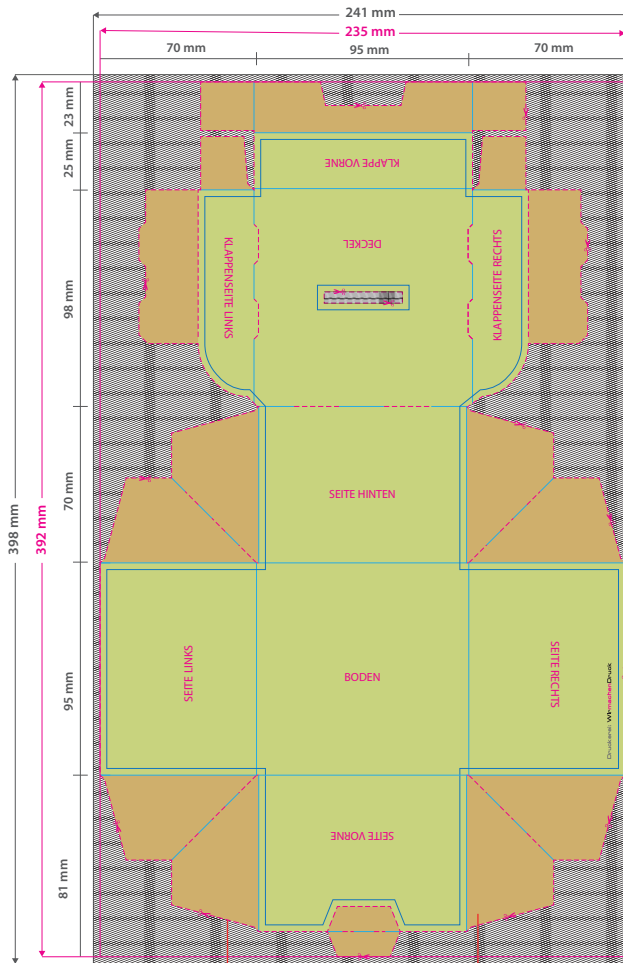 241 mm
235 mm
70 mm
95 mm
70 mm
23 mm
25 mm
98 mm
70 mm
95 mm
81 mm
398 mm
392 mm
KLAPPE VORNE
DECKEL
KLAPPENSEITE LINKS
KLAPPENSEITE RECHTS
SEITE HINTEN
SEITE LINKS
BODEN
SEITE RECHTS
Druckerei: WIRmachenDruck
SEITE VORNE